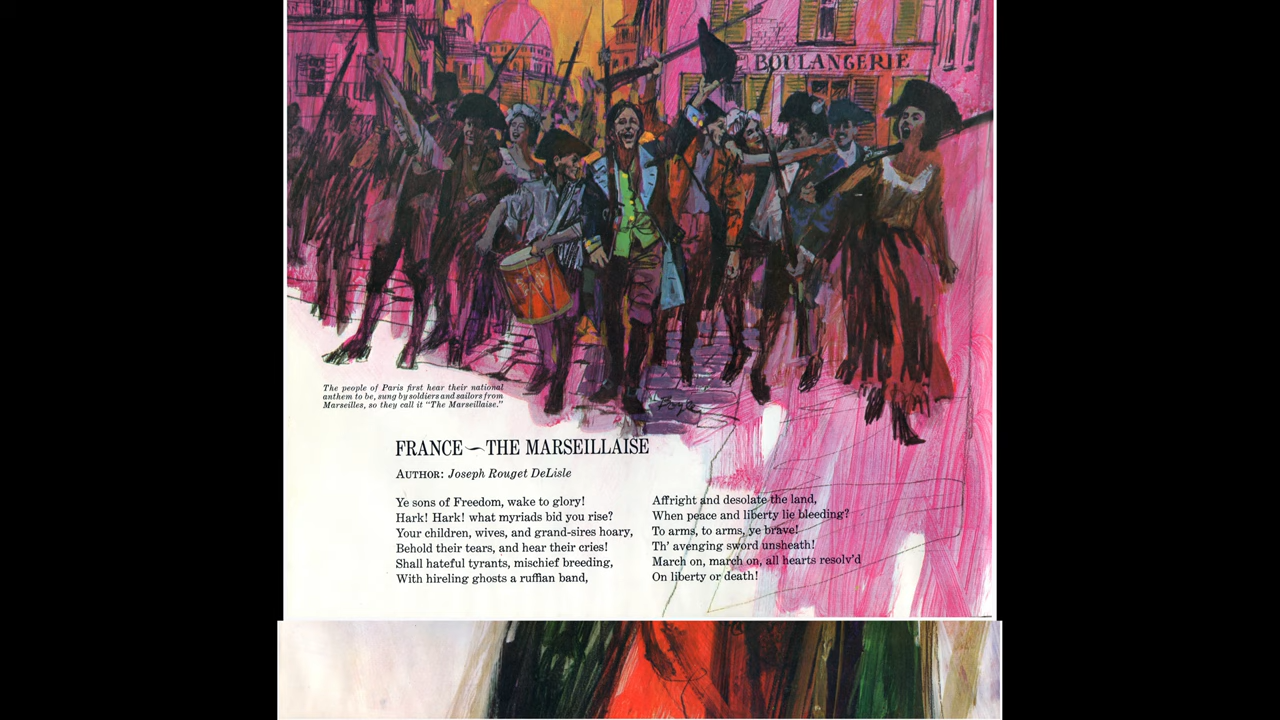 BOULANGERIE
The people of Paris first hear their national
anthem to be, sung by soldiers and sailors from
Marseilles, so they call it "The Marseillaise."
FRANCE—THE MARSEILLAISE
AUTHOR: Joseph Rouget DeLisle
Ye sons of Freedom, wake to glory!
Hark! Hark! what myriads bid you rise?
Your children, wives, and grand-sires hoary,
Behold their tears, and hear their cries!
Shall hateful tyrants, mischief breeding,
With hireling ghosts a ruffian band,
Affright and desolate the land,
When peace and liberty lie bleeding?
To arms, to arms, ye brave!
Th' avenging sword unsheath!
March on, march on, all hearts resolv'd
On liberty or death!